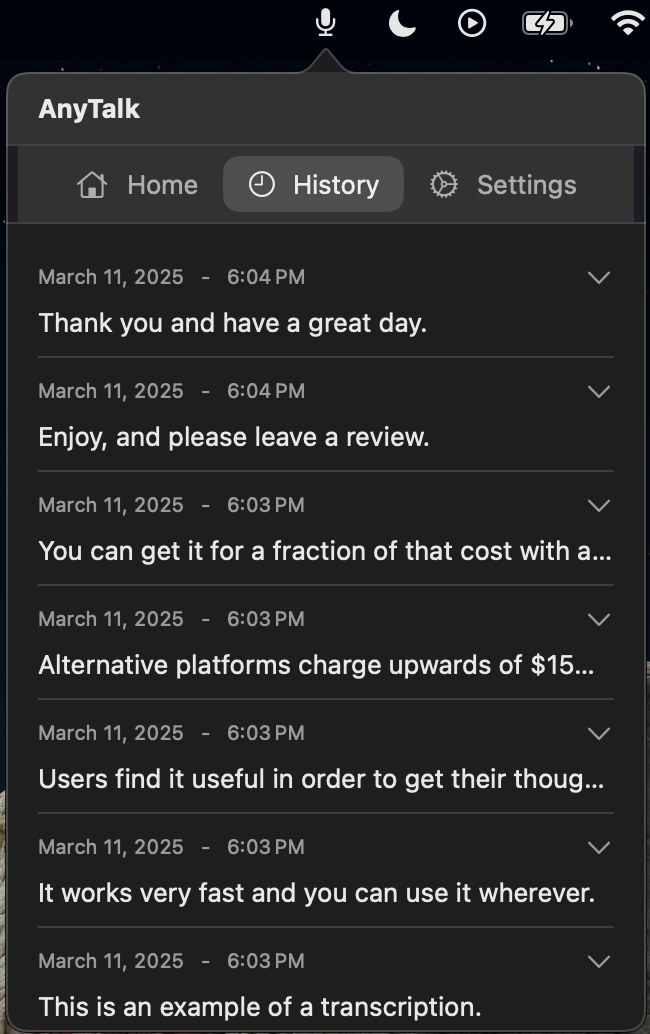 AnyTalk
Home History Settings
March 11, 2025 - 6:04 PM
Thank you and have a great day.
March 11, 2025 - 6:04 PM
Enjoy, and please leave a review.
March 11, 2025 - 6:03 PM
You can get it for a fraction of that cost with a...
March 11, 2025 - 6:03 PM
Alternative platforms charge upwards of $15...
March 11, 2025 - 6:03 PM
Users find it useful in order to get their thoug...
March 11, 2025 - 6:03 PM
It works very fast and you can use it wherever.
March 11, 2025 - 6:03 PM
This is an example of a transcription.